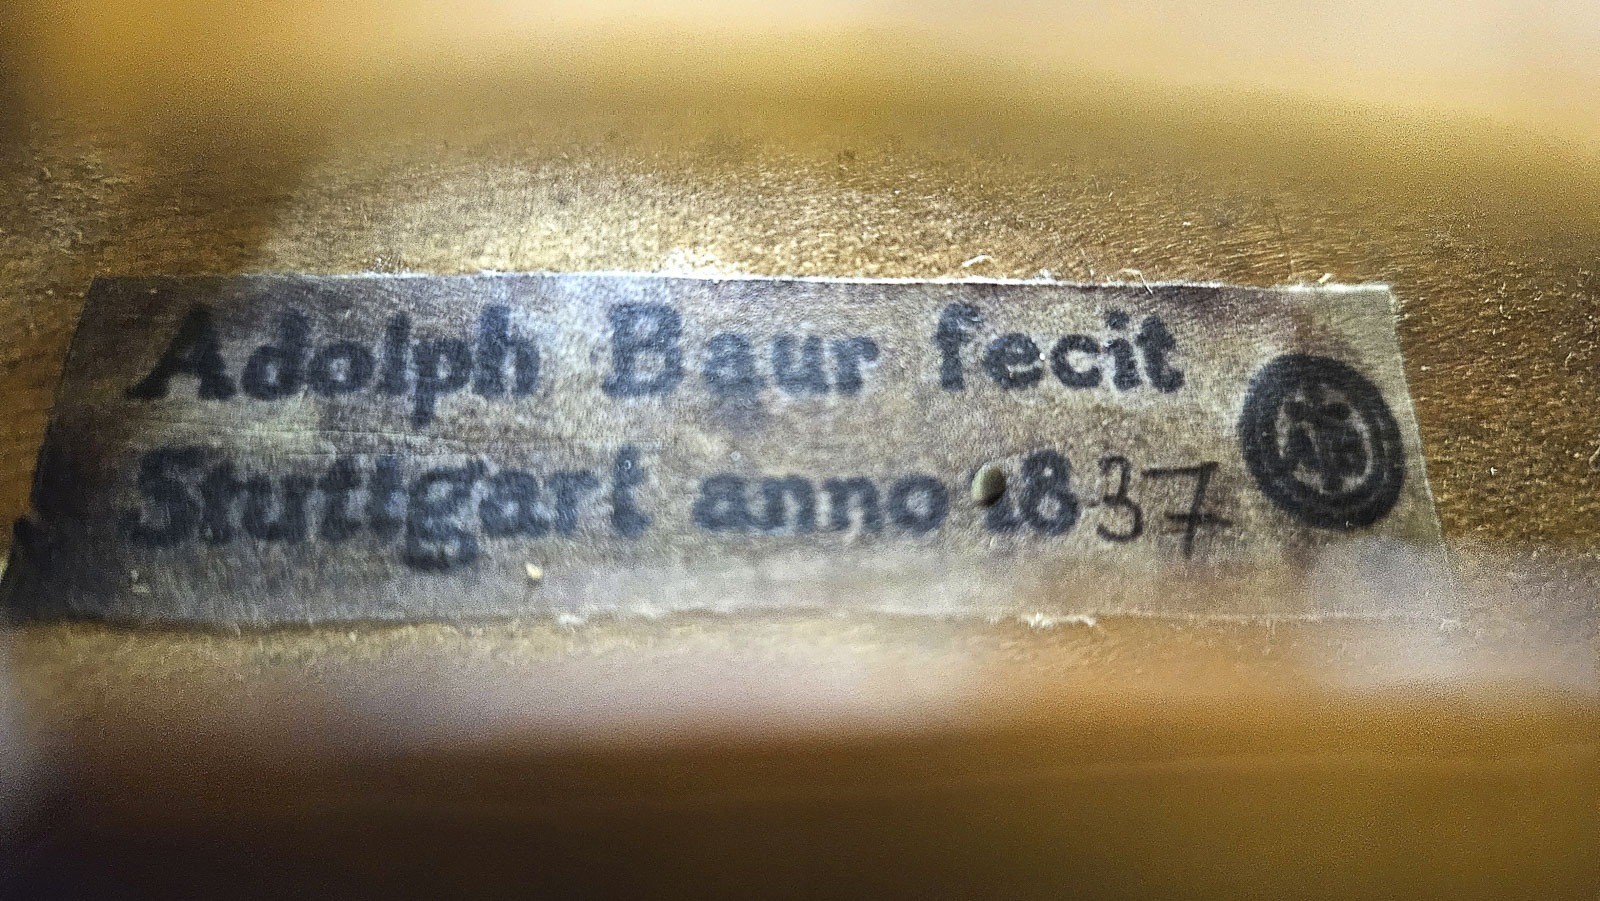 Adolph Baur fecit
Stuttgart anno 1837